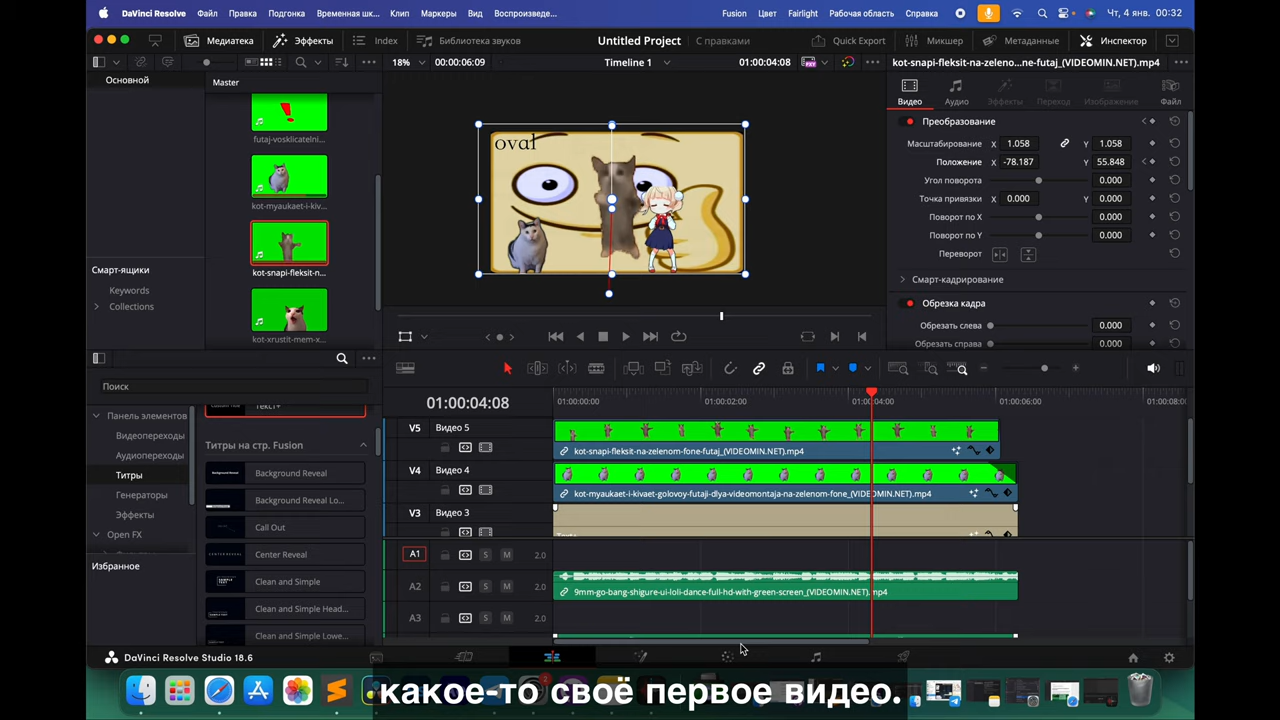 DaVinci Resolve Файл Правка Подгонка Временная шк... Клип Маркеры Вид Воспроизведе... Fusion Цвет Fairlight Рабочая область Справка Чт, 4 янв. 00:32
Медиатека Эффекты Index Библиотека звуков Untitled Project С правками Quick Export Микшер Метаданные Инспектор
18% 00:00:06:09 Timeline 1 01:00:04:08 kot-snapi-fleksit-na-zeleno...ne-futaj_(VIDEOMIN.NET).mp4
Основной
Master
futaj-vosklicatelni...
kot-myaukaet-i-kiv...
kot-snapi-fleksit-n...
kot-xrustit-mem-x...
Смарт-ящики
Keywords
Collections
oval
Видео Аудио Эффекты Переход Изображение Файл
Преобразование
Масштабирование X 1.058 Y 1.058
Положение X -78.187 Y 55.848
Угол поворота 0.000
Точка привязки X 0.000 Y 0.000
Поворот по X 0.000
Поворот по Y 0.000
Переворот
Смарт-кадрирование
Обрезка кадра
Обрезать слева 0.000
Обрезать справа 0.000
Поиск
Панель элементов
Видеопереходы
Аудиопереходы
Титры
Генераторы
Эффекты
Open FX
Избранное
Текст+
Титры на стр. Fusion
Background Reveal
Background Reveal Lo...
Call Out
Center Reveal
Clean and Simple
Clean and Simple Head...
Clean and Simple Lowe...
01:00:04:08
01:00:00:00 01:00:02:00 01:00:04:00 01:00:06:00 01:00:08:00
V5 Видео 5
kot-snapi-fleksit-na-zelenom-fone-futaj_(VIDEOMIN.NET).mp4
V4 Видео 4
kot-myaukaet-i-kivaet-golovoy-futaji-dlya-videomontaja-na-zelenom-fone_(VIDEOMIN.NET).mp4
V3 Видео 3
A1 S M 2.0
A2 S M 2.0
9mm-go-bang-shigure-ui-loli-dance-full-hd-with-green-screen_(VIDEOMIN.NET).mp4
A3 S M 2.0
DaVinci Resolve Studio 18.6
какое-то своё первое видео.